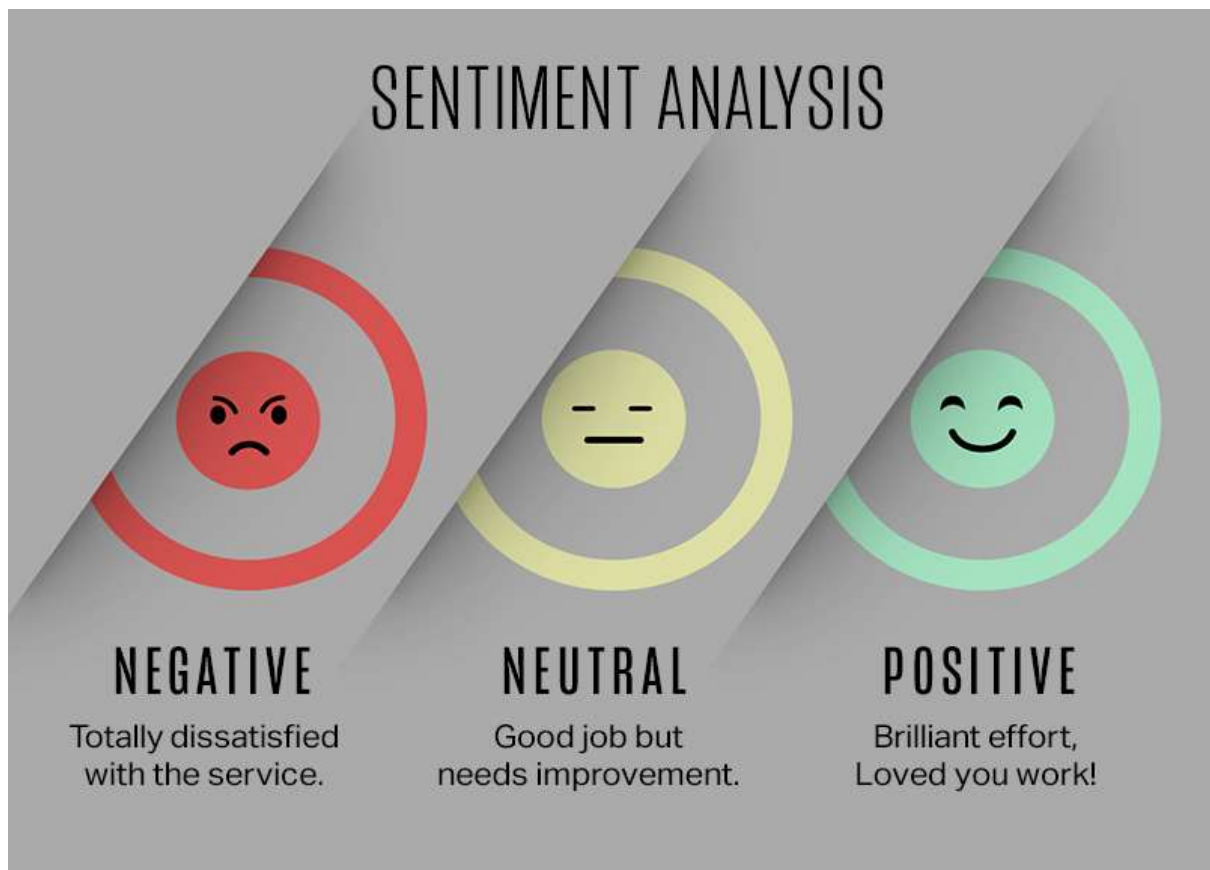 SENTIMENT ANALYSIS
NEGATIVE
Totally dissatisfied
with the service.
NEUTRAL
Good job but
needs improvement.
POSITIVE
Brilliant effort,
Loved you work!